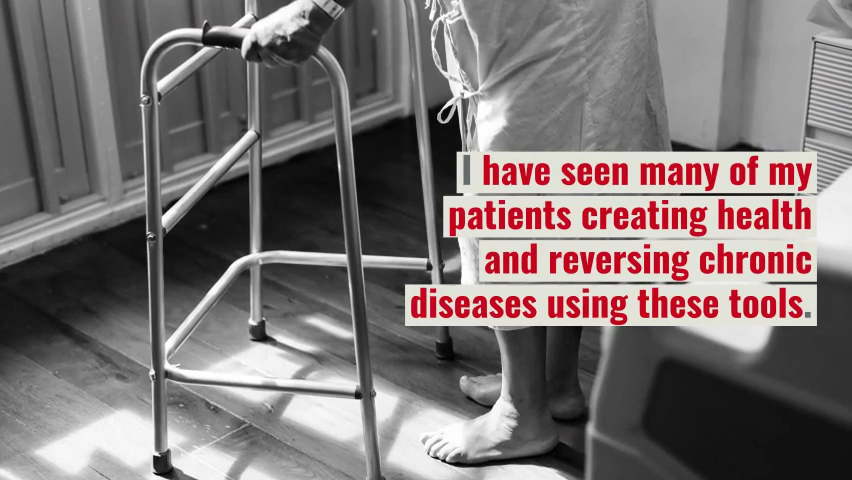 I have seen many of my
patients creating health
and reversing chronic
diseases using these tools.